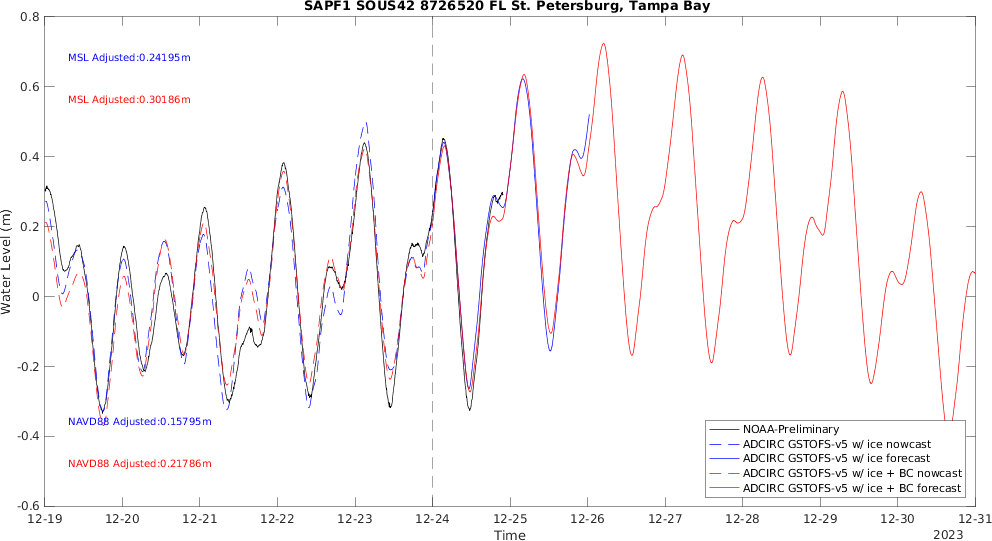 SAPF1 SOUS42 8726520 FL St. Petersburg, Tampa Bay
0.8
0.6
0.4
0.2
0
-0.2
-0.4
-0.6
Water Level (m)
MSL Adjusted:0.24195m
MSL Adjusted:0.30186m
NAVD88 Adjusted:0.15795m
NAVD88 Adjusted:0.21786m
NOAA-Preliminary
ADCIRC GSTOFS-v5 w/ ice nowcast
ADCIRC GSTOFS-v5 w/ ice forecast
ADCIRC GSTOFS-v5 w/ ice + BC nowcast
ADCIRC GSTOFS-v5 w/ ice + BC forecast
12-19 12-20 12-21 12-22 12-23 12-24 12-25 12-26 12-27 12-28 12-29 12-30 12-31
Time
2023